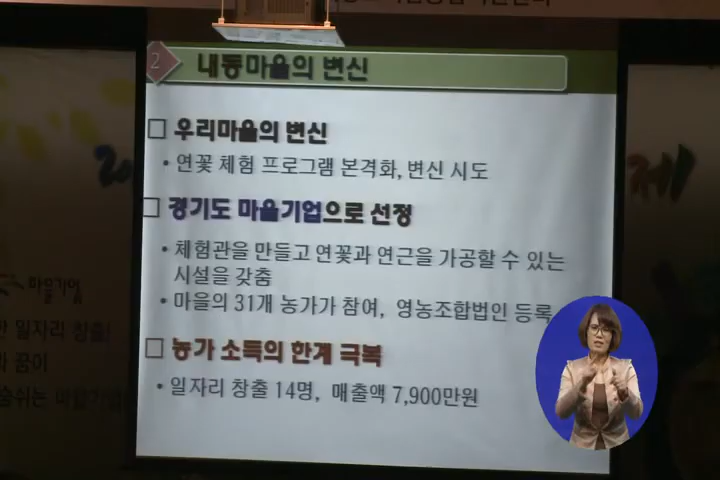 2 내동마을의 변신
□ 우리마을의 변신
• 연꽃 체험 프로그램 본격화, 변신 시도
□ 경기도 마을기업으로 선정
• 체험관을 만들고 연꽃과 연근을 가공할 수 있는
시설을 갖춤
• 마을의 31개 농가가 참여, 영농조합법인 등록
□ 농가 소득의 한계 극복
• 일자리 창출 14명, 매출액 7,900만원
제
마을기업
일자리 창출!
꿈이